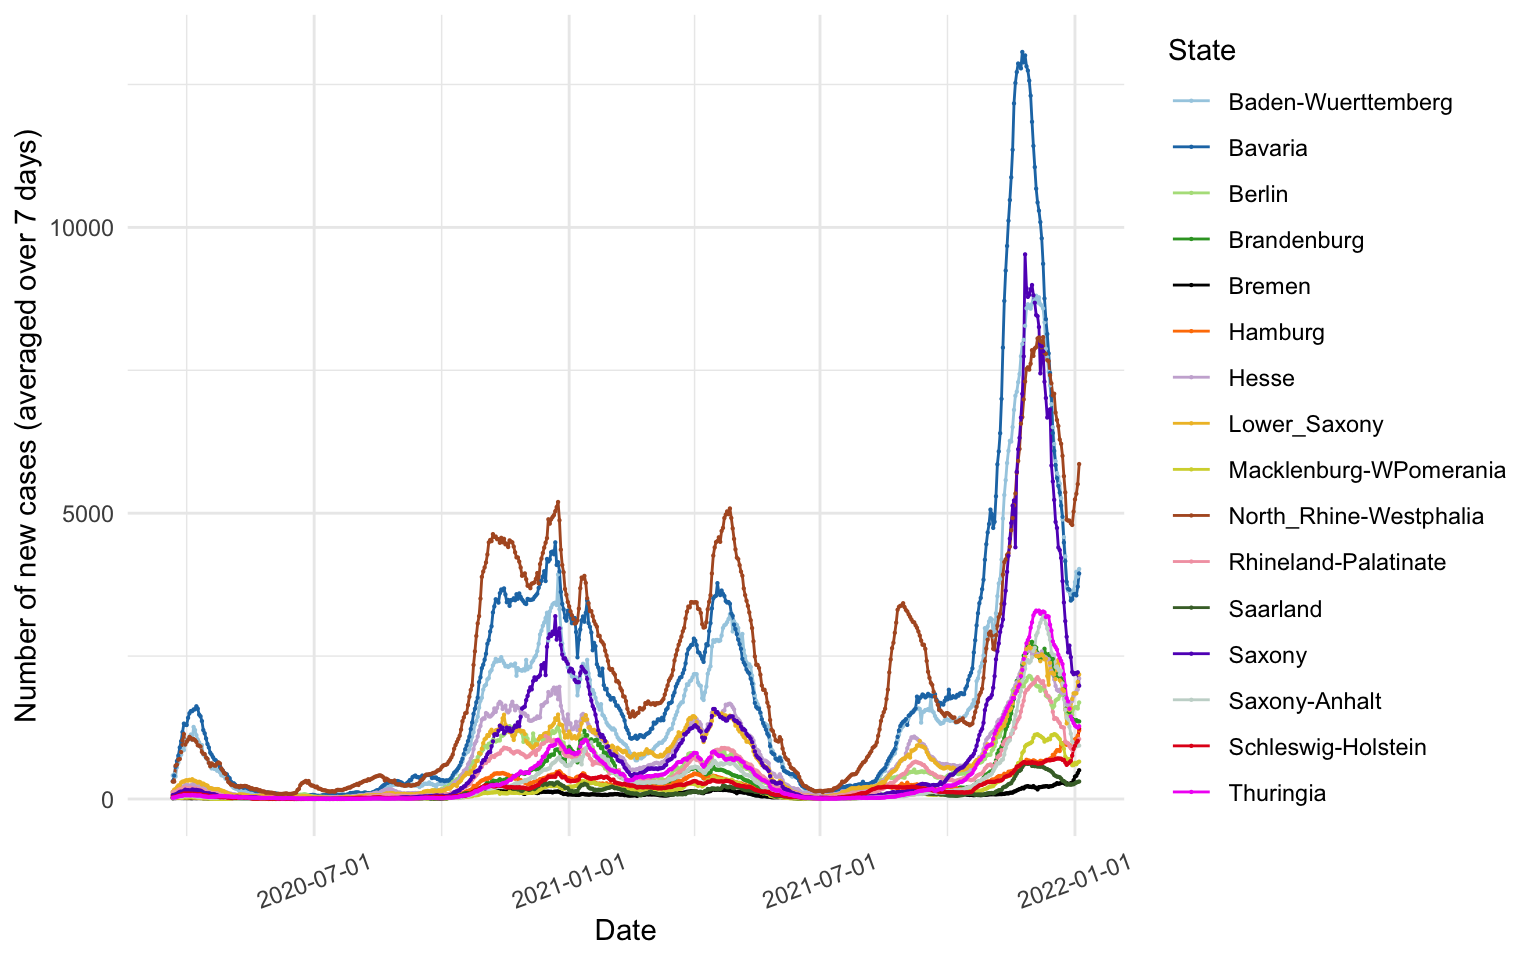 State
Baden-Wuerttemberg
Bavaria
Berlin
Brandenburg
Bremen
Hamburg
Hesse
Lower_Saxony
Macklenburg-WPomerania
North_Rhine-Westphalia
Rhineland-Palatinate
Saarland
Saxony
Saxony-Anhalt
Schleswig-Holstein
Thuringia
Number of new cases (averaged over 7 days)
10000
5000
0
2020-07-01
2021-01-01
2021-07-01
2022-01-01
Date